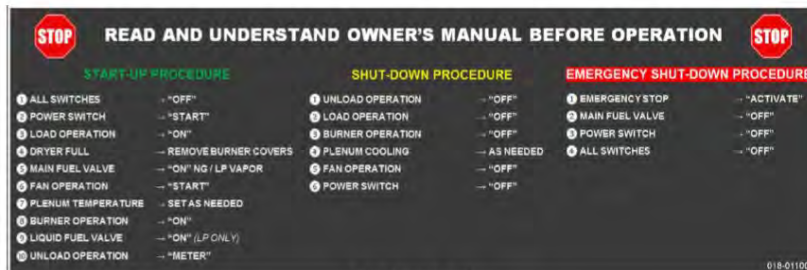 STOP
READ AND UNDERSTAND OWNER'S MANUAL BEFORE OPERATION
STOP
START-UP PROCEDURE
1 ALL SWITCHES → "OFF"
2 POWER SWITCH → "START"
3 LOAD OPERATION → "ON"
4 DRYER FULL → REMOVE BURNER COVERS
5 MAIN FUEL VALVE → "ON" NG / LP VAPOR
6 FAN OPERATION → "START"
7 PLENUM TEMPERATURE → SET AS NEEDED
8 BURNER OPERATION → "ON"
9 LIQUID FUEL VALVE → "ON" (LP ONLY)
10 UNLOAD OPERATION → "METER"
SHUT-DOWN PROCEDURE
1 UNLOAD OPERATION → "OFF"
2 LOAD OPERATION → "OFF"
3 BURNER OPERATION → "OFF"
4 PLENUM COOLING → AS NEEDED
5 FAN OPERATION → "OFF"
6 POWER SWITCH → "OFF"
EMERGENCY SHUT-DOWN PROCEDURE
1 EMERGENCY STOP → "ACTIVATE"
2 MAIN FUEL VALVE → "OFF"
3 POWER SWITCH → "OFF"
4 ALL SWITCHES → "OFF"
018-01100